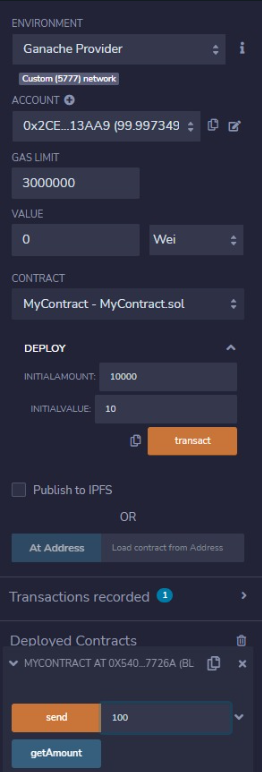 ENVIRONMENT
Ganache Provider
Custom (5777) network
ACCOUNT
0x2CE...13AA9 (99.997349
GAS LIMIT
3000000
VALUE
0 Wei
CONTRACT
MyContract - MyContract.sol
DEPLOY
INITIALAMOUNT: 10000
INITIALVALUE: 10
transact
Publish to IPFS
OR
At Address Load contract from Address
Transactions recorded 1
Deployed Contracts
MYCONTRACT AT 0X540...7726A (BL
send 100
getAmount